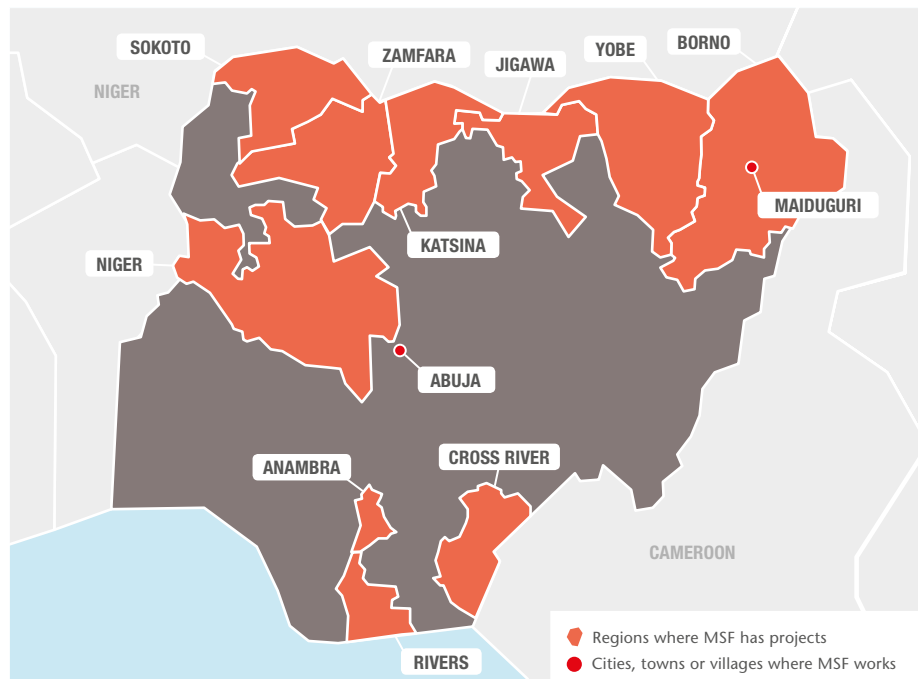 SOKOTO
ZAMFARA
JIGAWA
YOBE
BORNO
NIGER
MAIDUGURI
KATSINA
NIGER
ABUJA
ANAMBRA
CROSS RIVER
CAMEROON
RIVERS
Regions where MSF has projects
Cities, towns or villages where MSF works